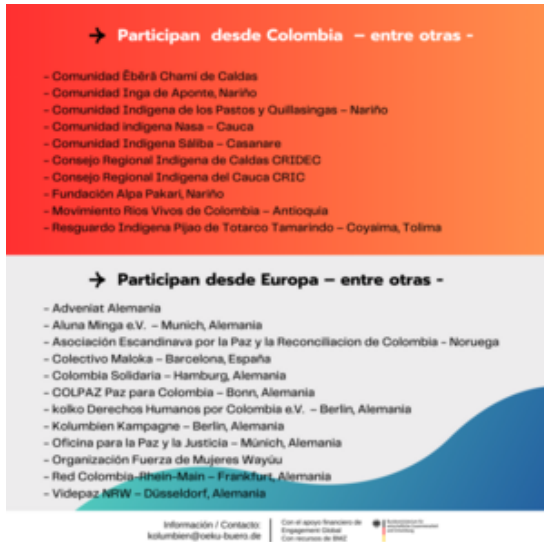 → Participan desde Colombia – entre otras -
- Comunidad Êbêrã Chamí de Caldas
- Comunidad Inga de Aponte, Nariño
- Comunidad Indígena de los Pastos y Quillasingas – Nariño
- Comunidad indígena Nasa – Cauca
- Comunidad Indígena Sáliba – Casanare
- Consejo Regional Indígena de Caldas CRIDEC
- Consejo Regional Indígena del Cauca CRIC
- Fundación Alpa Pakari, Nariño
- Movimiento Ríos Vivos de Colombia – Antioquia
- Resguardo Indígena Pijao de Totarco Tamarindo – Coyaima, Tolima
→ Participan desde Europa – entre otras -
- Adveniat Alemania
- Aluna Minga e.V. – Munich, Alemania
- Asociación Escandinava por la Paz y la Reconciliacion de Colombia - Noruega
- Colectivo Maloka – Barcelona, España
- Colombia Solidaria – Hamburg, Alemania
- COLPAZ Paz para Colombia – Bonn, Alemania
- kolko Derechos Humanos por Colombia e.V. – Berlin, Alemania
- Kolumbien Kampagne – Berlin, Alemania
- Oficina para la Paz y la Justicia – Múnich, Alemania
- Organización Fuerza de Mujeres Wayúu
- Red Colombia-Rhein-Main – Frankfurt, Alemania
- Videpaz NRW – Düsseldorf, Alemania
Información / Contacto:
kolumbien@oeku-buero.de
Con el apoyo financiero de
Engagement Global
Con recursos de BMZ